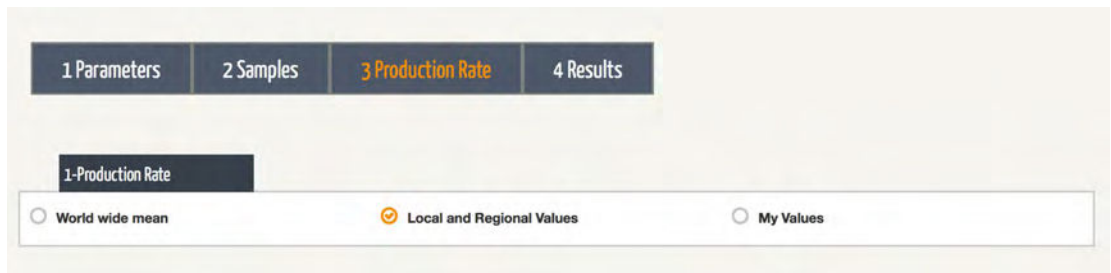 1 Parameters 2 Samples 3 Production Rate 4 Results
1-Production Rate
World wide mean Local and Regional Values My Values